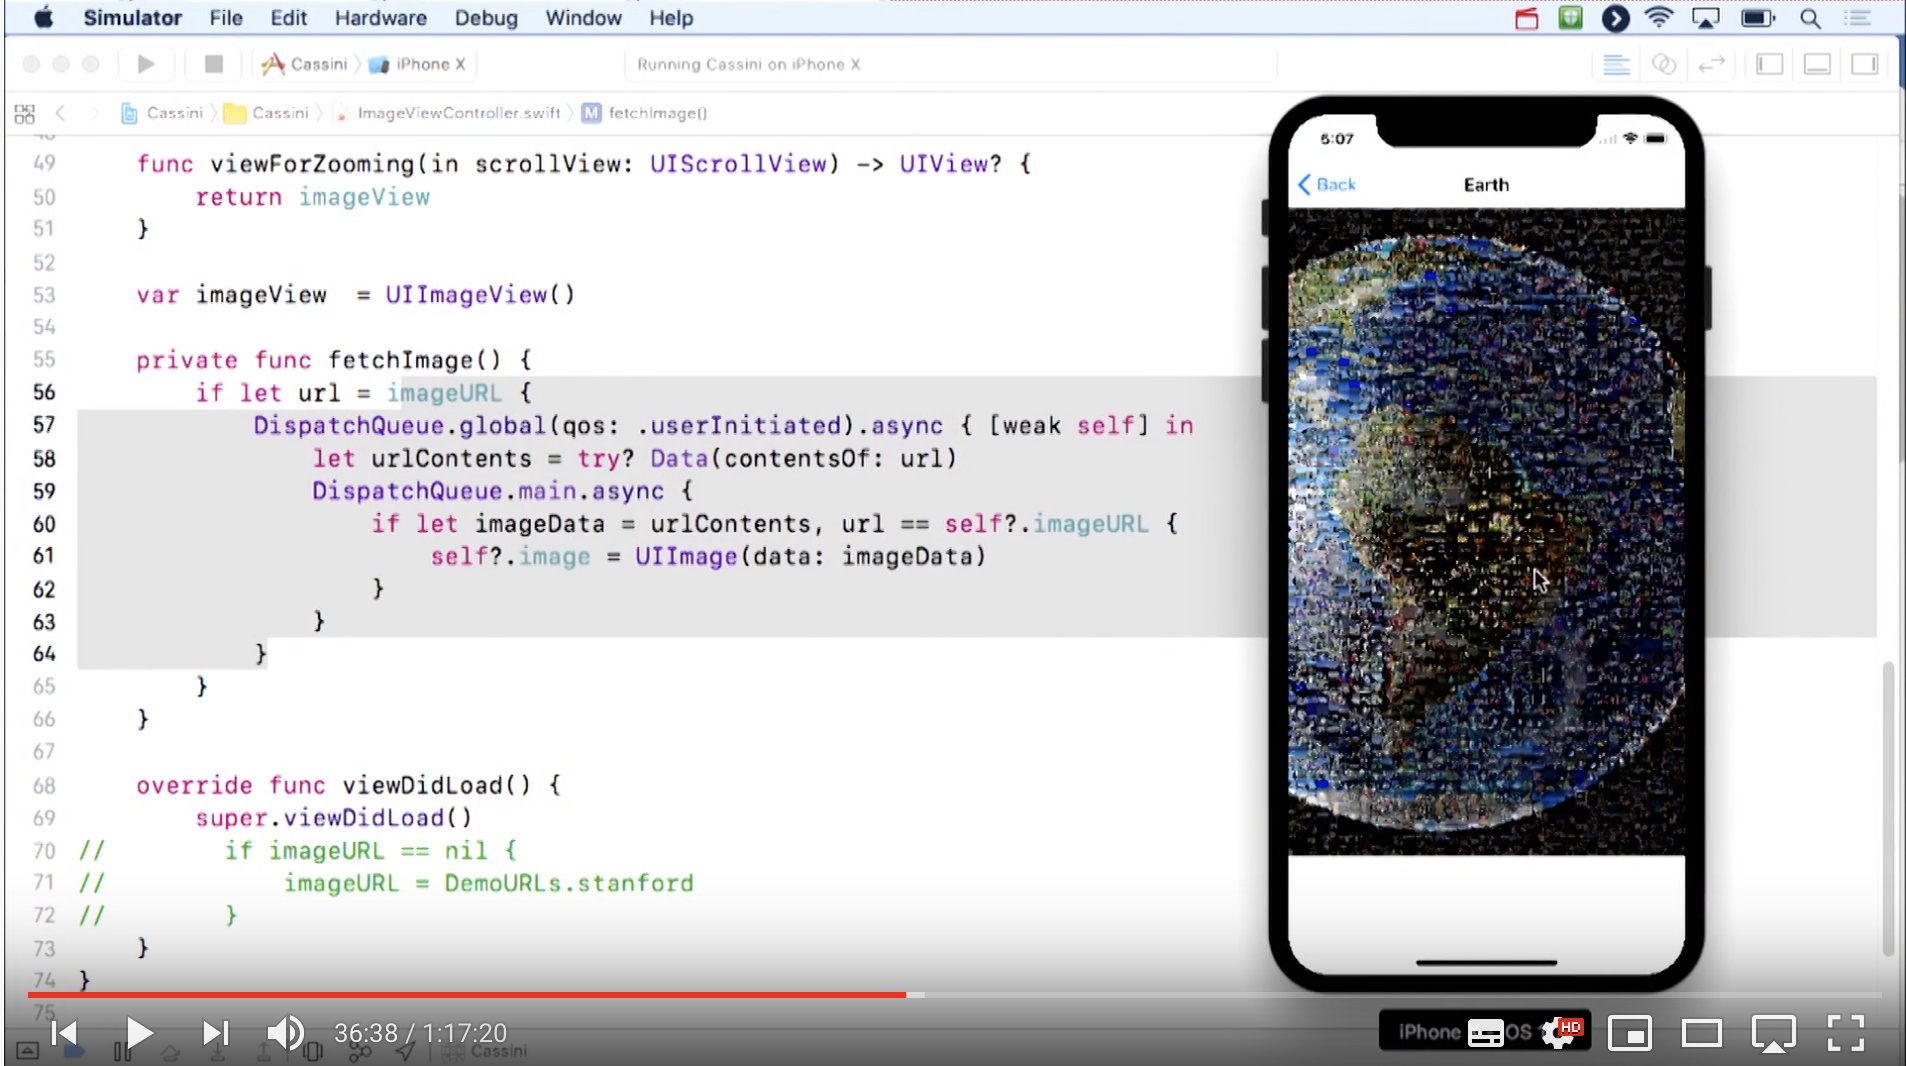 Simulator File Edit Hardware Debug Window Help
Cassini iPhone X Running Cassini on iPhone X
Cassini Cassini ImageViewController.swift M fetchImage()
49 func viewForZooming(in scrollView: UIScrollView) -> UIView? {
50 return imageView
51 }
52
53 var imageView = UIImageView()
54
55 private func fetchImage() {
56 if let url = imageURL {
57 DispatchQueue.global(qos: .userInitiated).async { [weak self] in
58 let urlContents = try? Data(contentsOf: url)
59 DispatchQueue.main.async {
60 if let imageData = urlContents, url == self?.imageURL {
61 self?.image = UIImage(data: imageData)
62 }
63 }
64 }
65 }
66 }
67
68 override func viewDidLoad() {
69 super.viewDidLoad()
70 // if imageURL == nil {
71 // imageURL = DemoURLs.stanford
72 // }
73 }
74 }
75
5:07
Back Earth
36:38 / 1:17:20
iPhone OS
HD
Cassini